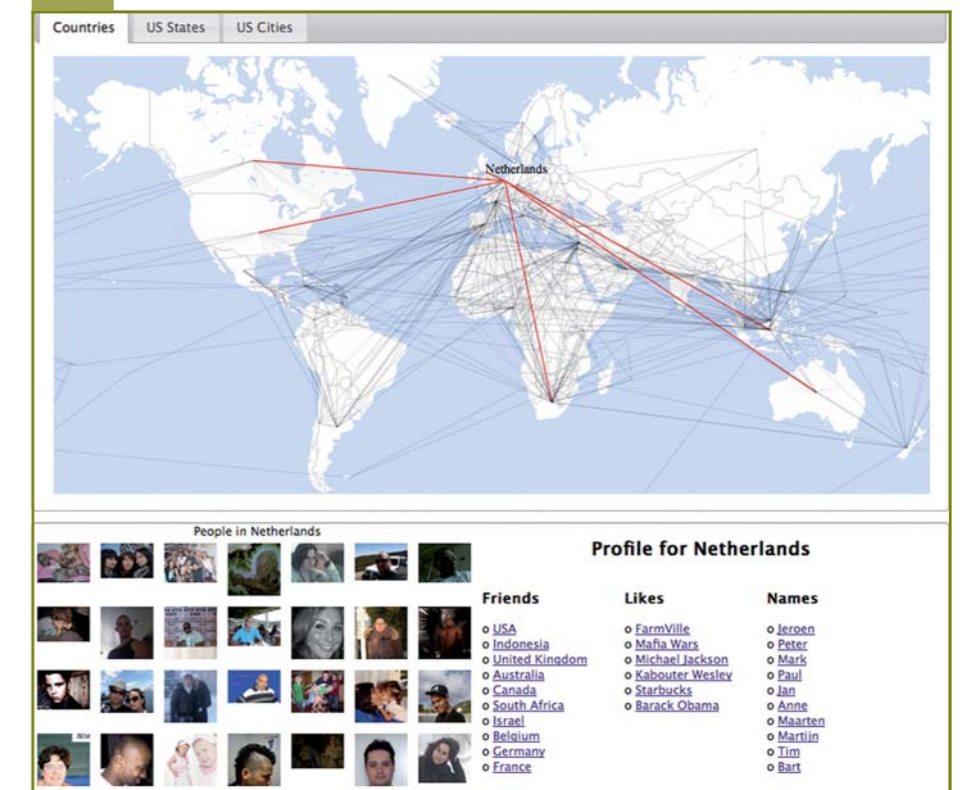 Countries
US States
US Cities
Netherlands
People in Netherlands
Profile for Netherlands
Friends
o USA
o Indonesia
o United Kingdom
o Australia
o Canada
o South Africa
o Israel
o Belgium
o Germany
o France
Likes
o FarmVille
o Mafia Wars
o Michael Jackson
o Kabouter Wesley
o Starbucks
o Barack Obama
Names
o Jeroen
o Peter
o Mark
o Paul
o Jan
o Anne
o Maarten
o Martijn
o Tim
o Bart